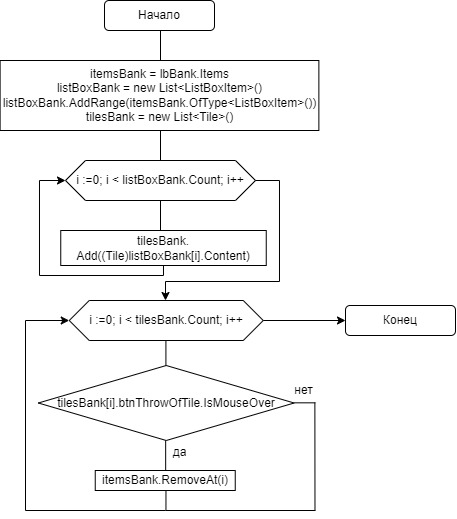 Начало
itemsBank = lbBank.Items
listBoxBank = new List<ListBoxItem>()
listBoxBank.AddRange(itemsBank.OfType<ListBoxItem>())
tilesBank = new List<Tile>()
i :=0; i < listBoxBank.Count; i++
tilesBank.
Add((Tile)listBoxBank[i].Content)
i :=0; i < tilesBank.Count; i++
Конец
tilesBank[i].btnThrowOfTile.IsMouseOver
нет
да
itemsBank.RemoveAt(i)